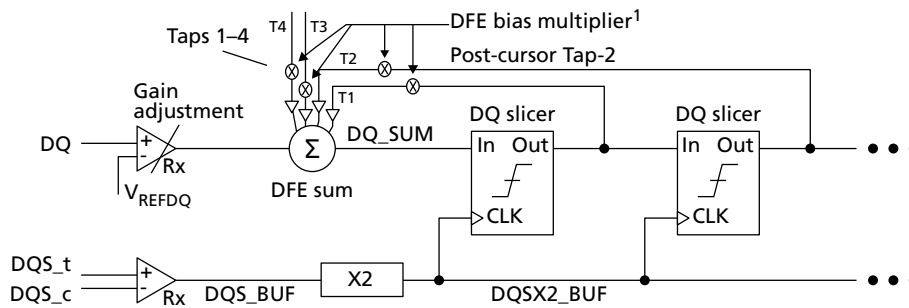 T4
T3
DFE bias multiplier1
Taps 1–4
T2
Post-cursor Tap-2
Gain
adjustment
T1
DQ slicer
DQ slicer
DQ
+
-
Rx
Σ
DQ_SUM
In Out
In Out
VREFDQ
DFE sum
CLK
CLK
DQS_t
DQS_c
+
-
Rx
DQS_BUF
X2
DQSX2_BUF